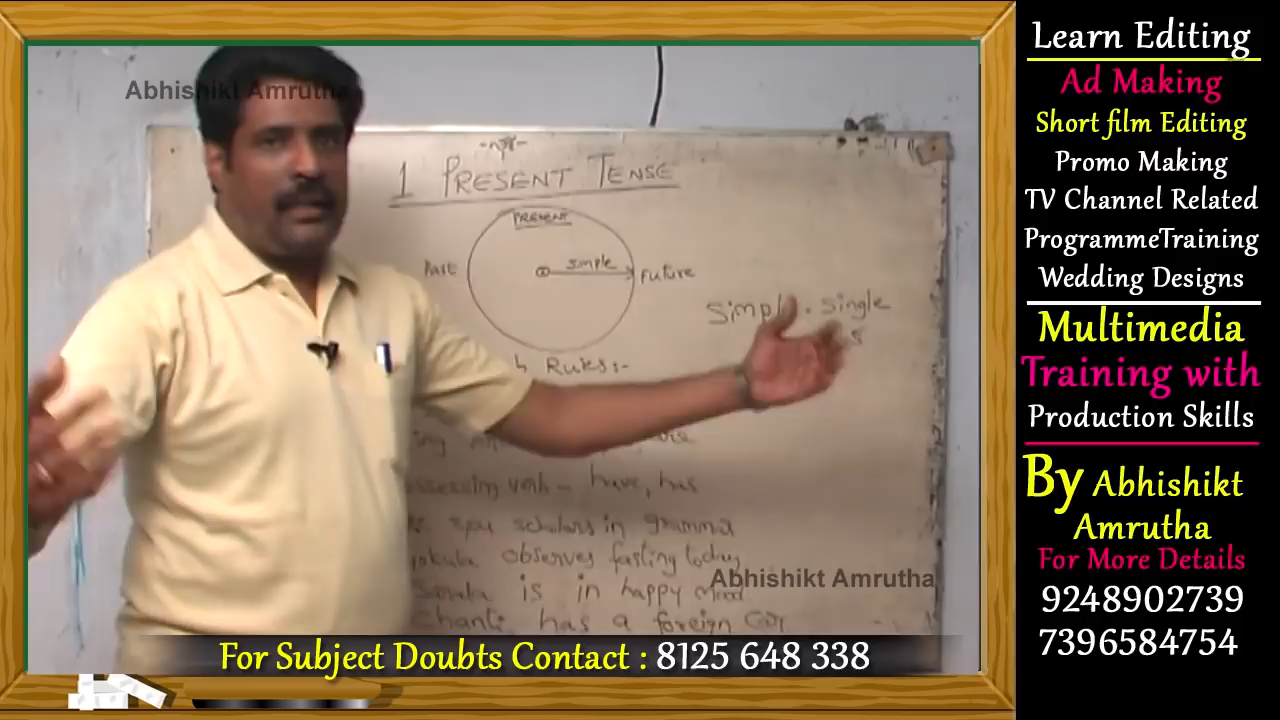 Abhishikt Amrutha
1 PRESENT TENSE
PRESENT
Past
simple
Future
Simple . Single
4 Rules :-
verb - have, has
scholars in
observes fasting today
is in happy mood
Chanti has a foreign car
Abhishikt Amrutha
For Subject Doubts Contact : 8125 648 338
Learn Editing
Ad Making
Short film Editing
Promo Making
TV Channel Related
ProgrammeTraining
Wedding Designs
Multimedia
Training with
Production Skills
By Abhishikt
Amrutha
For More Details
9248902739
7396584754